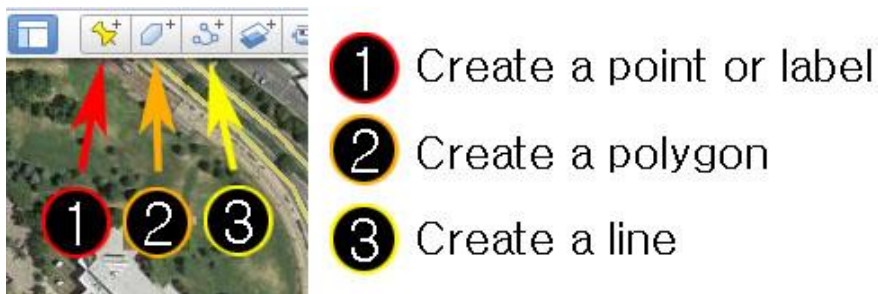 1 Create a point or label
2 Create a polygon
3 Create a line
1 2 3